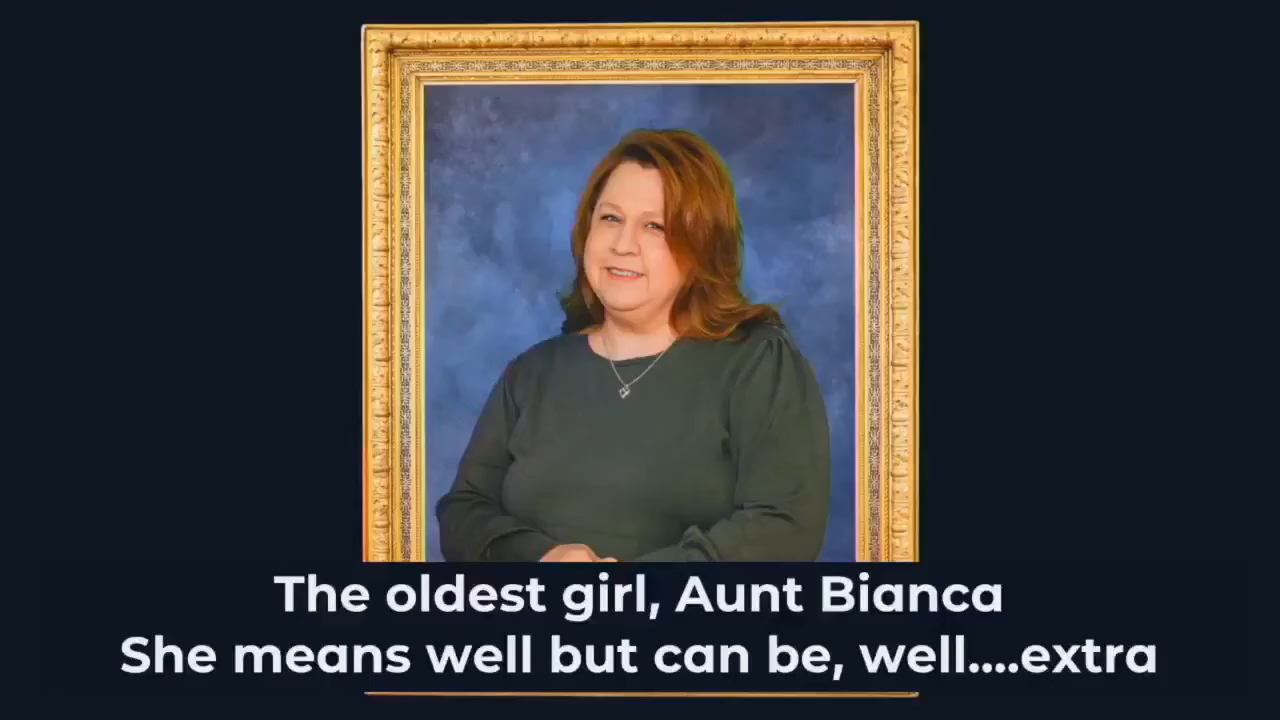 The oldest girl, Aunt Bianca
She means well but can be, well....extra